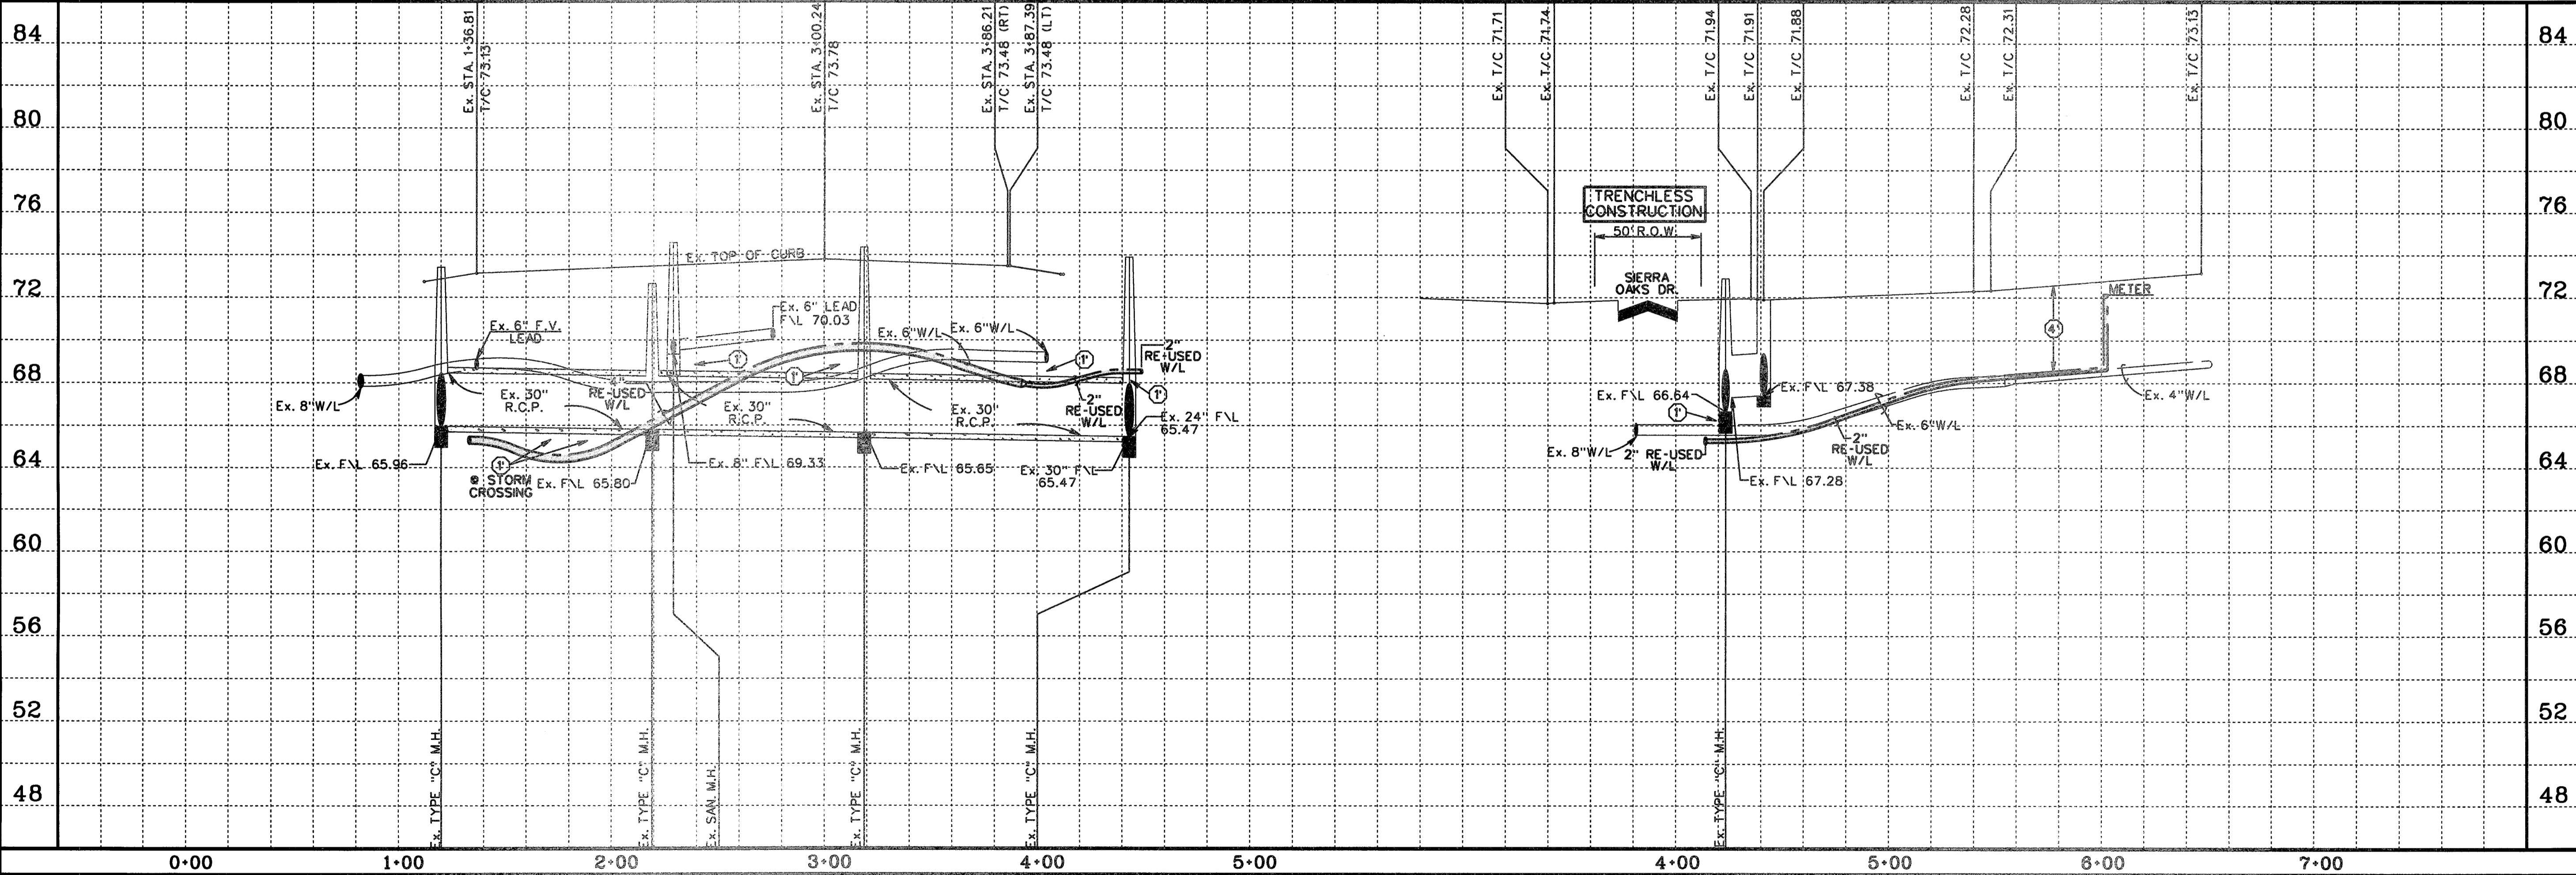 Ex. STA. 1+36.81
T/C 73.13
Ex. STA. 3+00.24
T/C 73.78
Ex. STA. 3+86.21
T/C 73.48 (RT)
Ex. STA. 3+87.39
T/C 73.48 (LT)
Ex. T/C 71.71
Ex. T/C 71.74
Ex. T/C 71.94
Ex. T/C 71.91
Ex. T/C 71.88
Ex. T/C 72.28
Ex. T/C 72.31
Ex. T/C 73.13
84
84
80
80
76
76
72
72
68
68
64
64
60
60
56
56
52
52
48
48
TRENCHLESS
CONSTRUCTION
50' R.O.W.
SIERRA
OAKS DR.
Ex. TOP OF CURB
Ex. 6" F.V.
LEAD
Ex. 6" LEAD
F\L 70.03
Ex. 6"W/L
Ex. 6"W/L
1'
1'
1'
2"
RE-USED
W/L
Ex. 8"W/L
Ex. 30"
R.C.P.
4"
RE-USED
W/L
Ex. 30"
R.C.P.
Ex. 30"
R.C.P.
2"
RE-USED
W/L
1'
Ex. 24" F\L
65.47
Ex. F\L 65.96
1'
@ STORM
CROSSING
Ex. F\L 65.80
Ex. 8" F\L 69.33
Ex. F\L 65.65
Ex. 30" F\L
65.47
METER
4'
Ex. F\L 66.64
Ex. F\L 67.38
1'
Ex. 4"W/L
Ex. 6"W/L
Ex. 8"W/L
2" RE-USED
W/L
2"
RE-USED
W/L
Ex. F\L 67.28
Ex. TYPE "C" M.H.
Ex. TYPE "C" M.H.
Ex. SAN. M.H.
Ex. TYPE "C" M.H.
Ex. TYPE "C" M.H.
Ex. TYPE "C" M.H.
0+00
1+00
2+00
3+00
4+00
5+00
4+00
5+00
6+00
7+00